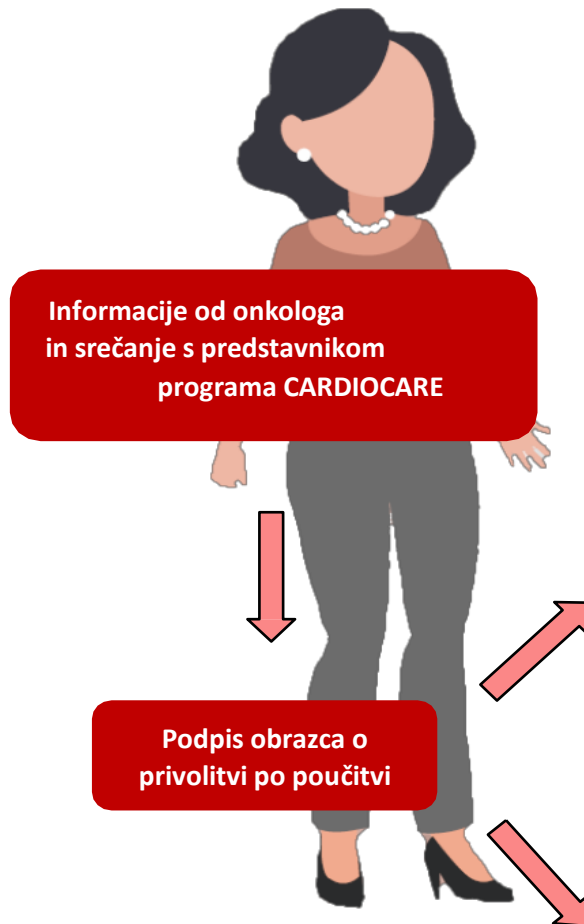 Informacije od onkologa
in srečanje s predstavnikom
programa CARDIOCARE
Podpis obrazca o
privolitvi po poučitvi